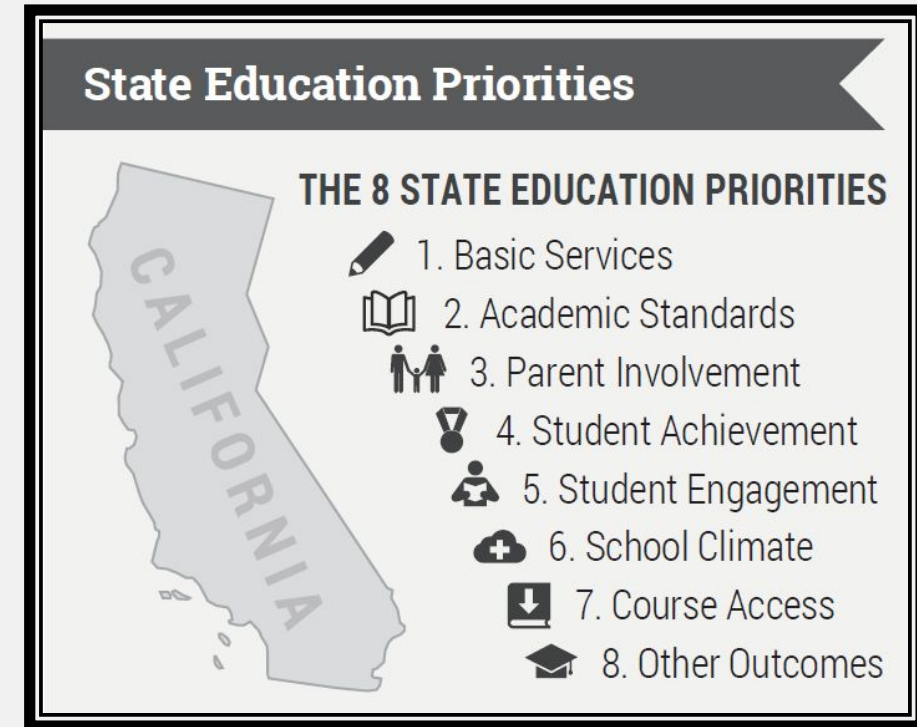 State Education Priorities
THE 8 STATE EDUCATION PRIORITIES
1. Basic Services
2. Academic Standards
3. Parent Involvement
4. Student Achievement
5. Student Engagement
6. School Climate
7. Course Access
8. Other Outcomes
CALIFORNIA